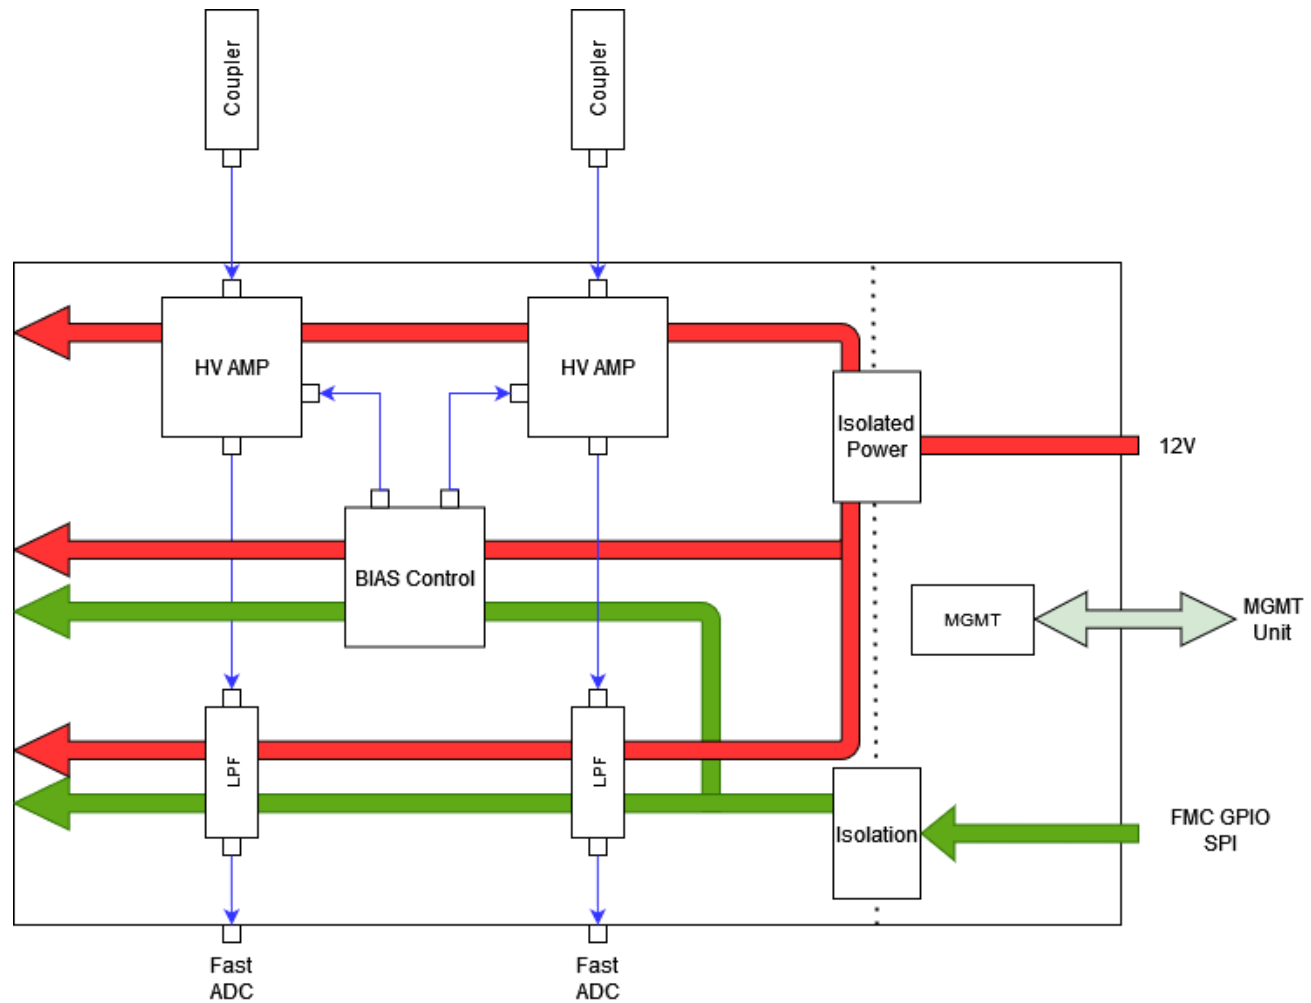 Coupler
Coupler
HV AMP
HV AMP
Isolated
Power
12V
BIAS Control
MGMT
MGMT
Unit
LPF
LPF
Isolation
FMC GPIO
SPI
Fast
ADC
Fast
ADC